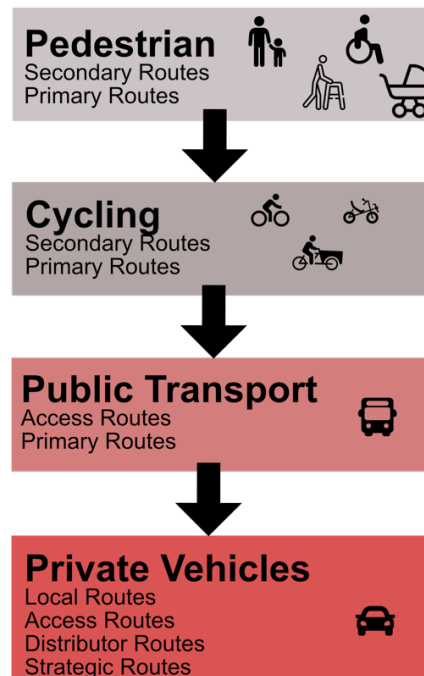 Pedestrian
Secondary Routes
Primary Routes
Cycling
Secondary Routes
Primary Routes
Public Transport
Access Routes
Primary Routes
Private Vehicles
Local Routes
Access Routes
Distributor Routes
Strategic Routes